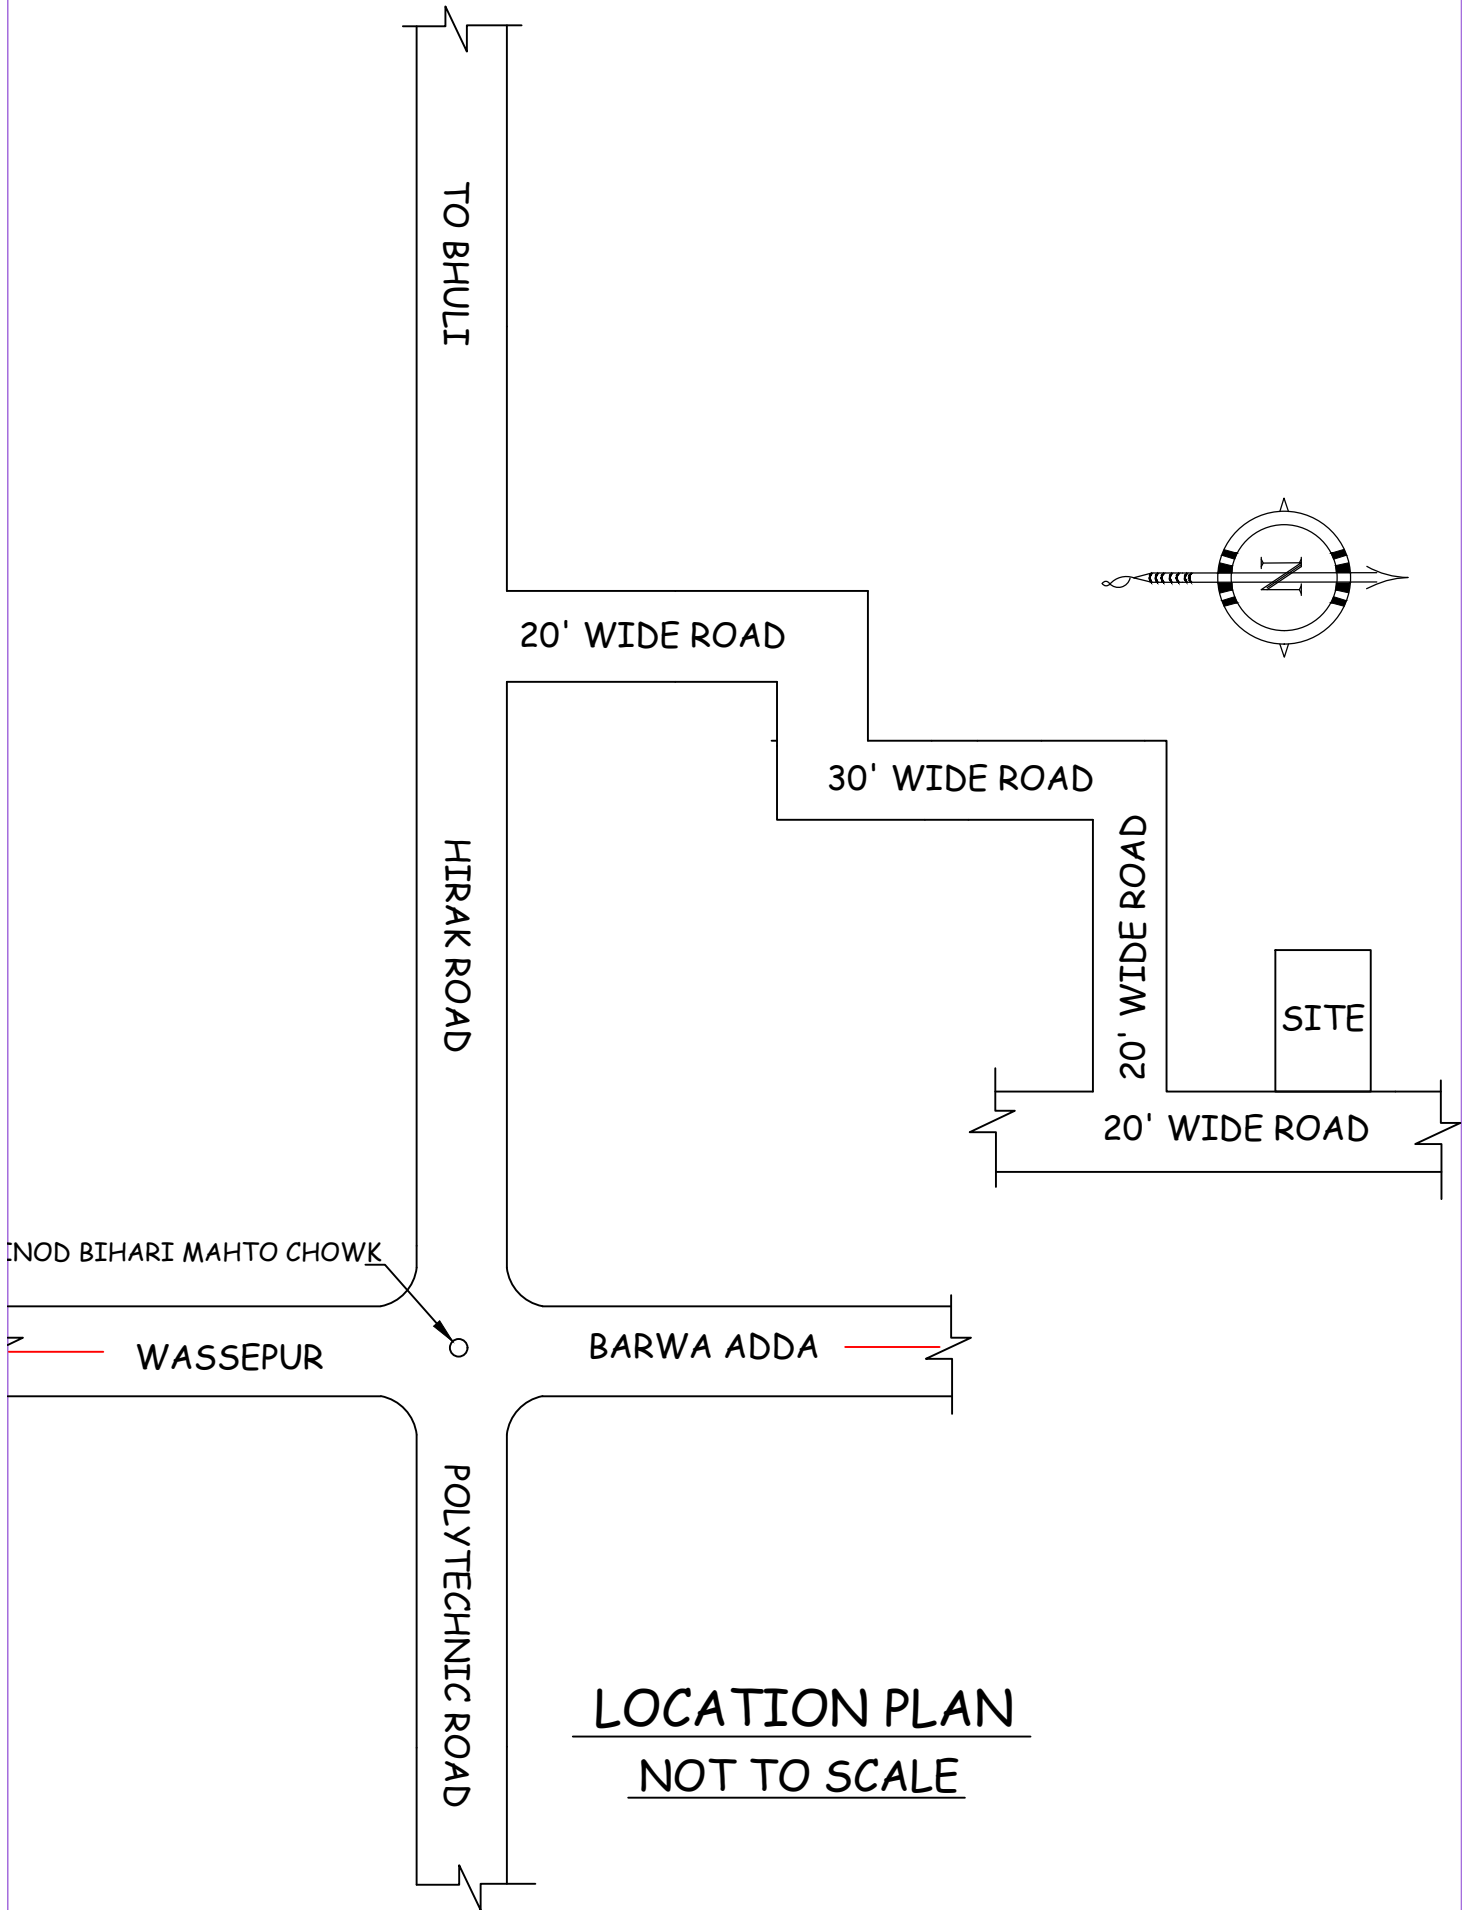 TO BHULI
N
20' WIDE ROAD
30' WIDE ROAD
20' WIDE ROAD
HIRAK ROAD
SITE
20' WIDE ROAD
INOD BIHARI MAHTO CHOWK
WASSEPUR
BARWA ADDA
POLYTECHNIC ROAD
LOCATION PLAN
NOT TO SCALE